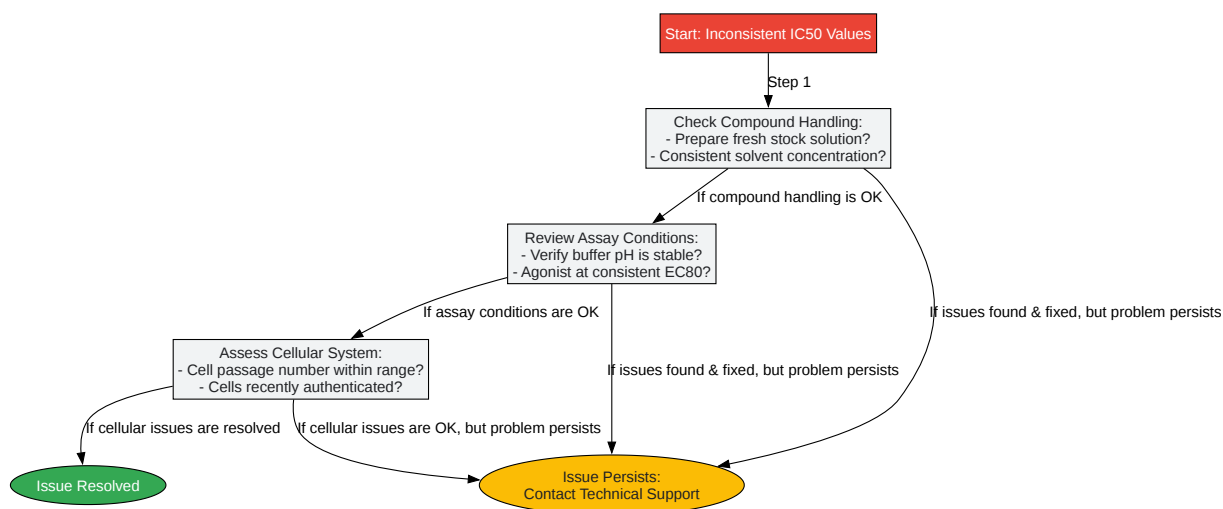 Start: Inconsistent IC50 Values
Step 1
Check Compound Handling:
- Prepare fresh stock solution?
- Consistent solvent concentration?
If compound handling is OK
Review Assay Conditions:
- Verify buffer pH is stable?
- Agonist at consistent EC80?
If assay conditions are OK
If issues found & fixed, but problem persists
Assess Cellular System:
- Cell passage number within range?
- Cells recently authenticated?
If issues found & fixed, but problem persists
If cellular issues are resolved
If cellular issues are OK, but problem persists
Issue Resolved
Issue Persists:
Contact Technical Support